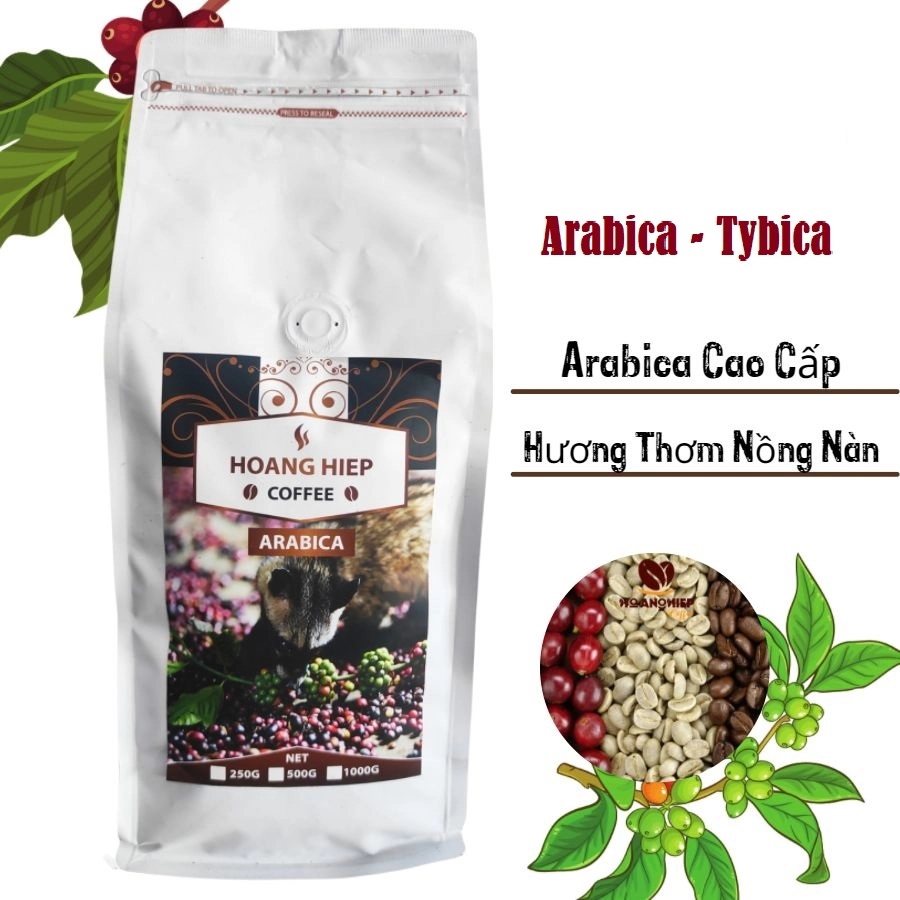 PULL TAB TO OPEN
PRESS TO RESEAL
HOANG HIEP
COFFEE
ARABICA
NET
250G 500G 1000G
Arabica - Tybica
Arabica Cao Cấp
Hương Thơm Nồng Nàn
HOANGHIEP